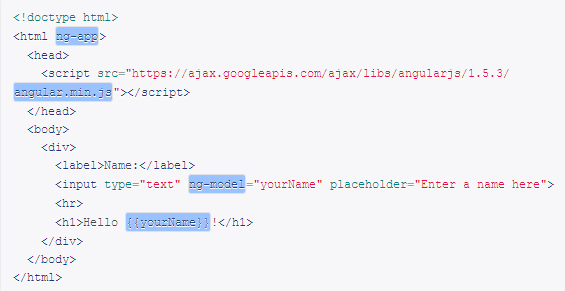 <!doctype html>
<html ng-app>
<head>
<script src="https://ajax.googleapis.com/ajax/libs/angularjs/1.5.3/
angular.min.js"></script>
</head>
<body>
<div>
<label>Name:</label>
<input type="text" ng-model="yourName" placeholder="Enter a name here">
<hr>
<h1>Hello {{yourName}}!</h1>
</div>
</body>
</html>